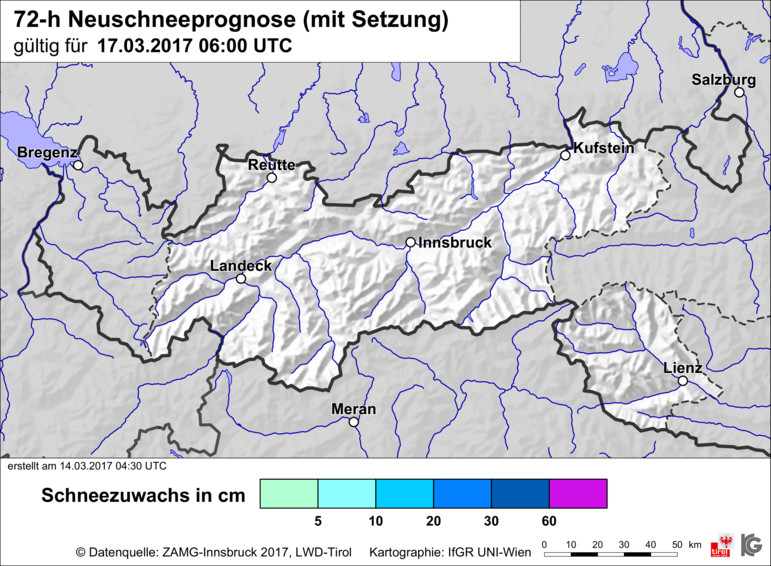 72-h Neuschneeprognose (mit Setzung)
gültig für 17.03.2017 06:00 UTC
Salzburg
Bregenz
Kufstein
Reutte
Innsbruck
Landeck
Lienz
Meran
erstellt am 14.03.2017 04:30 UTC
Schneezuwachs in cm
5 10 20 30 60
© Datenquelle: ZAMG-Innsbruck 2017, LWD-Tirol Kartographie: IfGR UNI-Wien
0 10 20 30 40 50 km
tirol